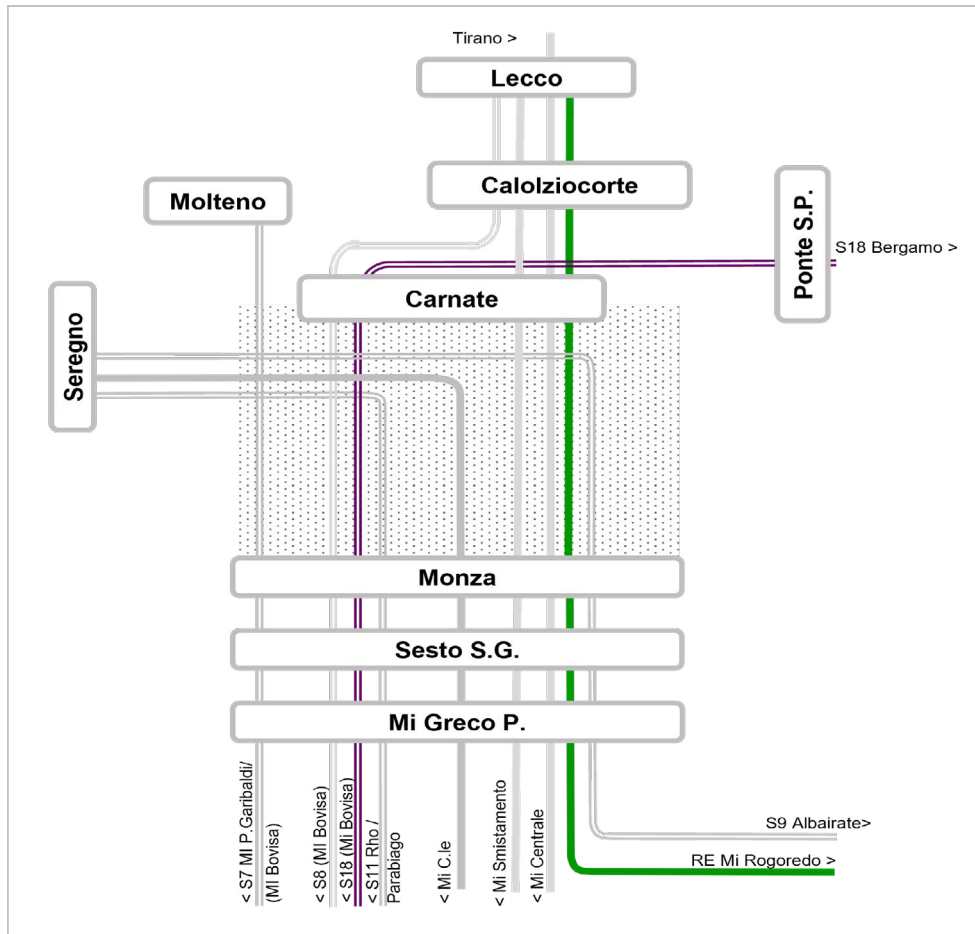 Tirano >
Lecco
Calolziocorte
Molteno
Ponte S.P.
S18 Bergamo >
Carnate
Seregno
Monza
Sesto S.G.
Mi Greco P.
< S7 MI P.Garibaldi/
(MI Bovisa)
< S8 (MI Bovisa)
< S18 (Mi Bovisa)
< S11 Rho /
Parabiago
< Mi C.le
< Mi Smistamento
< Mi Centrale
S9 Albairate>
RE Mi Rogoredo >